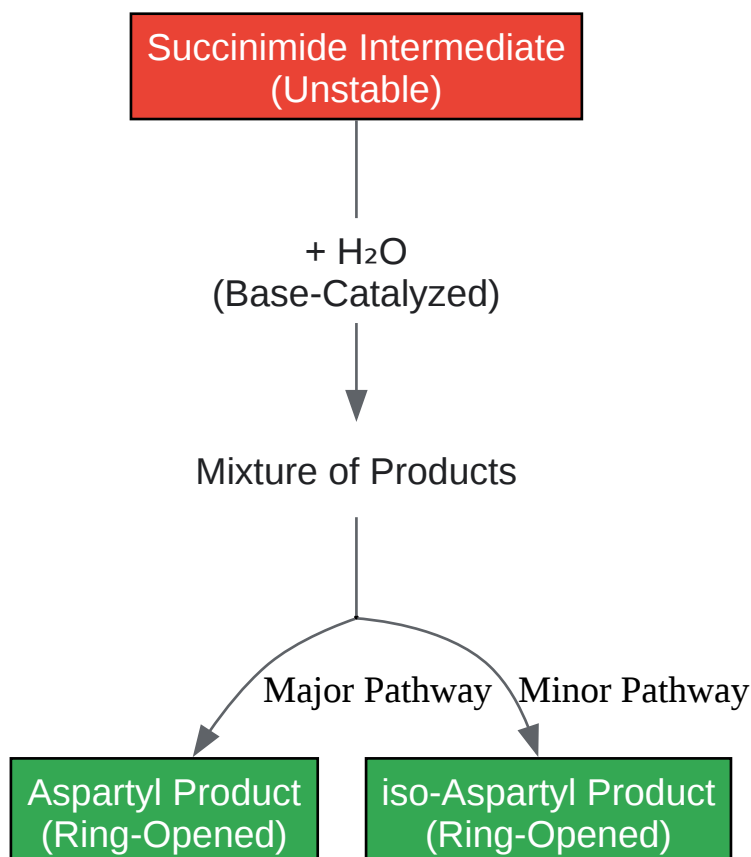 Succinimide Intermediate
(Unstable)
+ H₂O
(Base-Catalyzed)
Mixture of Products
Major Pathway
Minor Pathway
Aspartyl Product
(Ring-Opened)
iso-Aspartyl Product
(Ring-Opened)